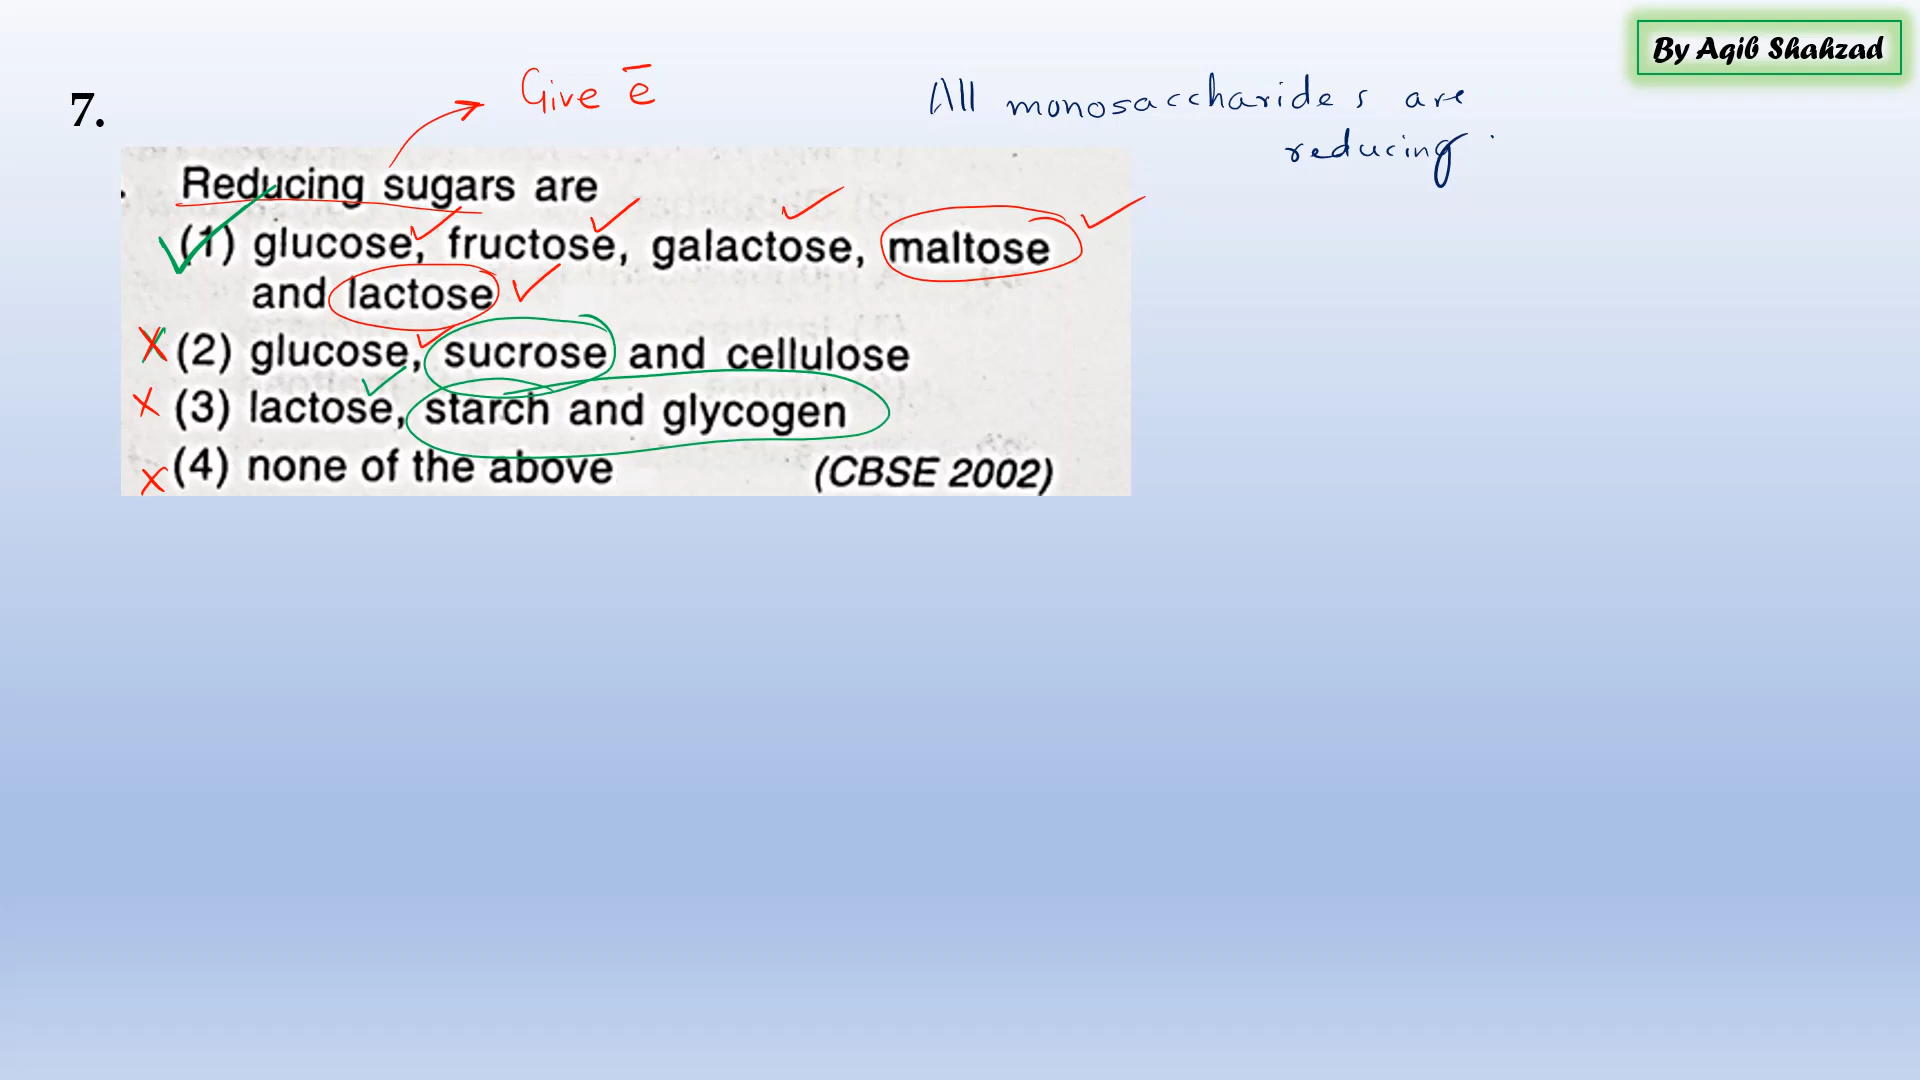 By Aqib Shahzad
Give ē
All monosaccharides are
reducing.
7.
Reducing sugars are
(1) glucose, fructose, galactose, maltose
and lactose
(2) glucose, sucrose and cellulose
(3) lactose, starch and glycogen
(4) none of the above (CBSE 2002)